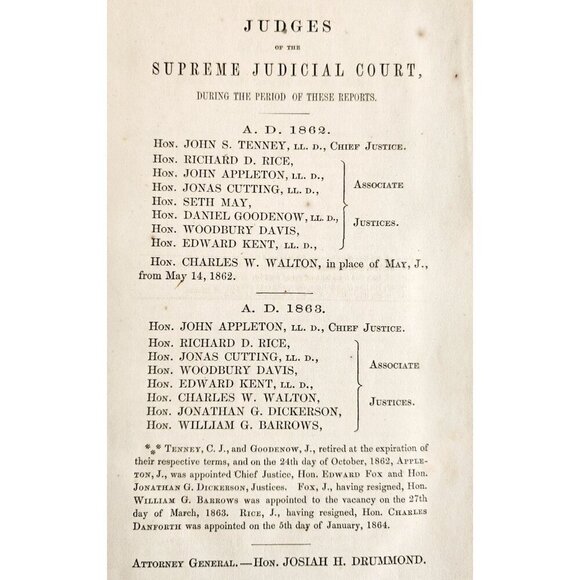 JUDGES
OF THE
SUPREME JUDICIAL COURT,
DURING THE PERIOD OF THESE REPORTS.
A. D. 1862.
HON. JOHN S. TENNEY, LL. D., CHIEF JUSTICE.
HON. RICHARD D. RICE,
HON. JOHN APPLETON, LL. D.,
HON. JONAS CUTTING, LL. D.,
HON. SETH MAY,
HON. DANIEL GOODENOW, LL. D.,
HON. WOODBURY DAVIS,
HON. EDWARD KENT, LL. D.,
ASSOCIATE
JUSTICES.
HON. CHARLES W. WALTON, in place of MAY, J.,
from May 14, 1862.
A. D. 1863.
HON. JOHN APPLETON, LL. D., CHIEF JUSTICE.
HON. RICHARD D. RICE,
HON. JONAS CUTTING, LL. D.,
HON. WOODBURY DAVIS,
HON. EDWARD KENT, LL. D.,
HON. CHARLES W. WALTON,
HON. JONATHAN G. DICKERSON,
HON. WILLIAM G. BARROWS,
ASSOCIATE
JUSTICES.
*** TENNEY, C. J., and GOODENOW, J., retired at the expiration of
their respective terms, and on the 24th day of October, 1862, APPLE-
TON, J., was appointed Chief Justice, Hon. EDWARD FOX and Hon.
JONATHAN G. DICKERSON, Justices. FOX, J., having resigned, Hon.
WILLIAM G. BARROWS was appointed to the vacancy on the 27th
day of March, 1863. RICE, J., having resigned, Hon. CHARLES
DANFORTH was appointed on the 5th day of January, 1864.
ATTORNEY GENERAL.—HON. JOSIAH H. DRUMMOND.